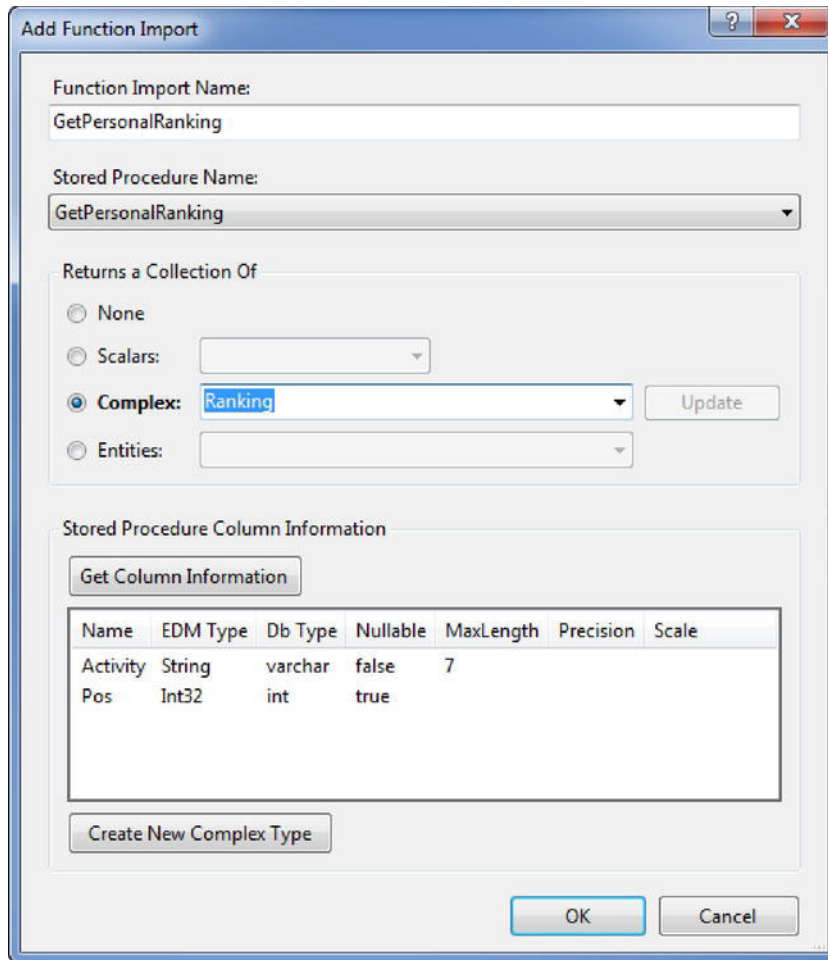 Add Function Import
?
Function Import Name:
GetPersonalRanking
Stored Procedure Name:
GetPersonalRanking
Returns a Collection Of
None
Scalars:
Complex: Ranking Update
Entities:
Stored Procedure Column Information
Get Column Information
Name EDM Type Db Type Nullable MaxLength Precision Scale
Activity String varchar false 7
Pos Int32 int true
Create New Complex Type
OK Cancel